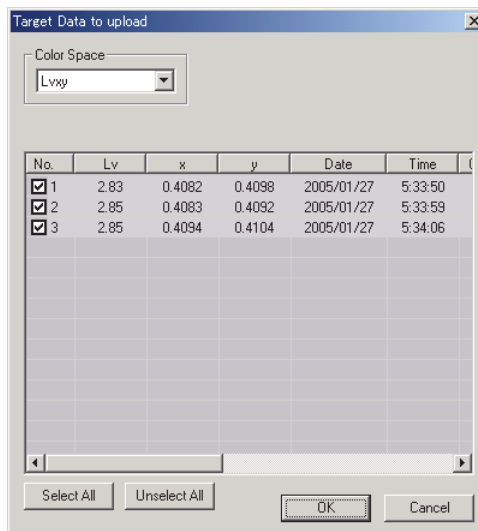 Target Data to upload
Color Space
Lvxy
No. Lv x y Date Time
1 2.83 0.4082 0.4098 2005/01/27 5:33:50
2 2.85 0.4083 0.4092 2005/01/27 5:33:59
3 2.85 0.4094 0.4104 2005/01/27 5:34:06
Select All Unselect All OK Cancel